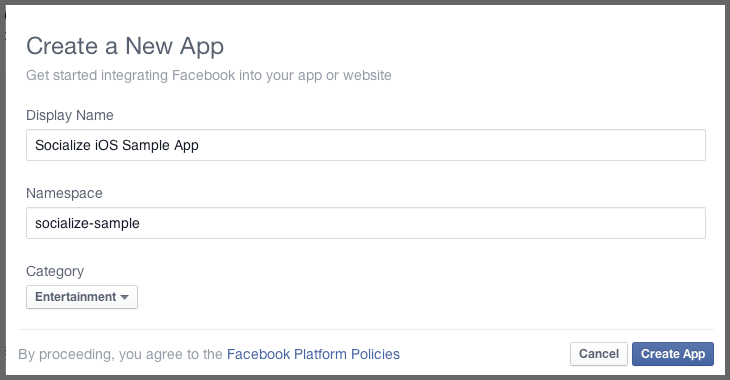 Create a New App
Get started integrating Facebook into your app or website
Display Name
Socialize iOS Sample App
Namespace
socialize-sample
Category
Entertainment
By proceeding, you agree to the Facebook Platform Policies
Cancel
Create App